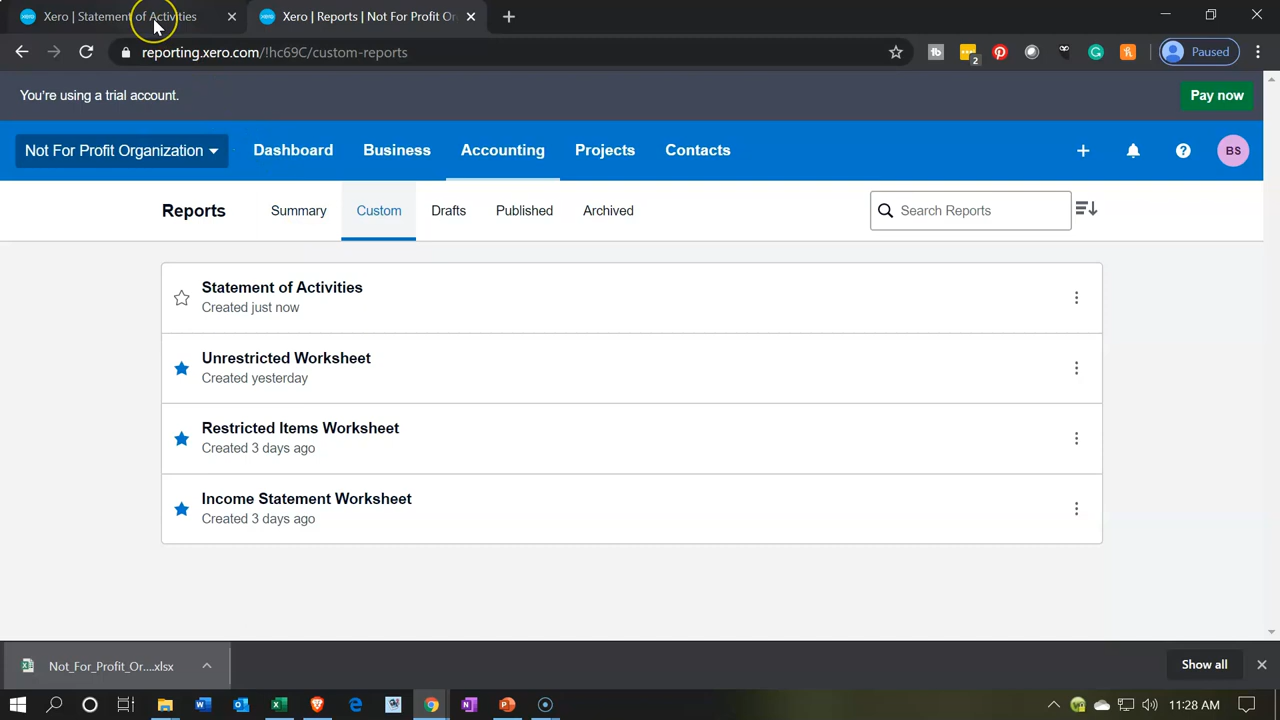 Xero | Statement of Activities
Xero | Reports | Not For Profit Or
reporting.xero.com/!hc69C/custom-reports
2
Paused
You're using a trial account.
Pay now
Not For Profit Organization
Dashboard
Business
Accounting
Projects
Contacts
BS
Reports
Summary
Custom
Drafts
Published
Archived
Search Reports
Statement of Activities
Created just now
Unrestricted Worksheet
Created yesterday
Restricted Items Worksheet
Created 3 days ago
Income Statement Worksheet
Created 3 days ago
Not_For_Profit_Or....xlsx
Show all
11:28 AM